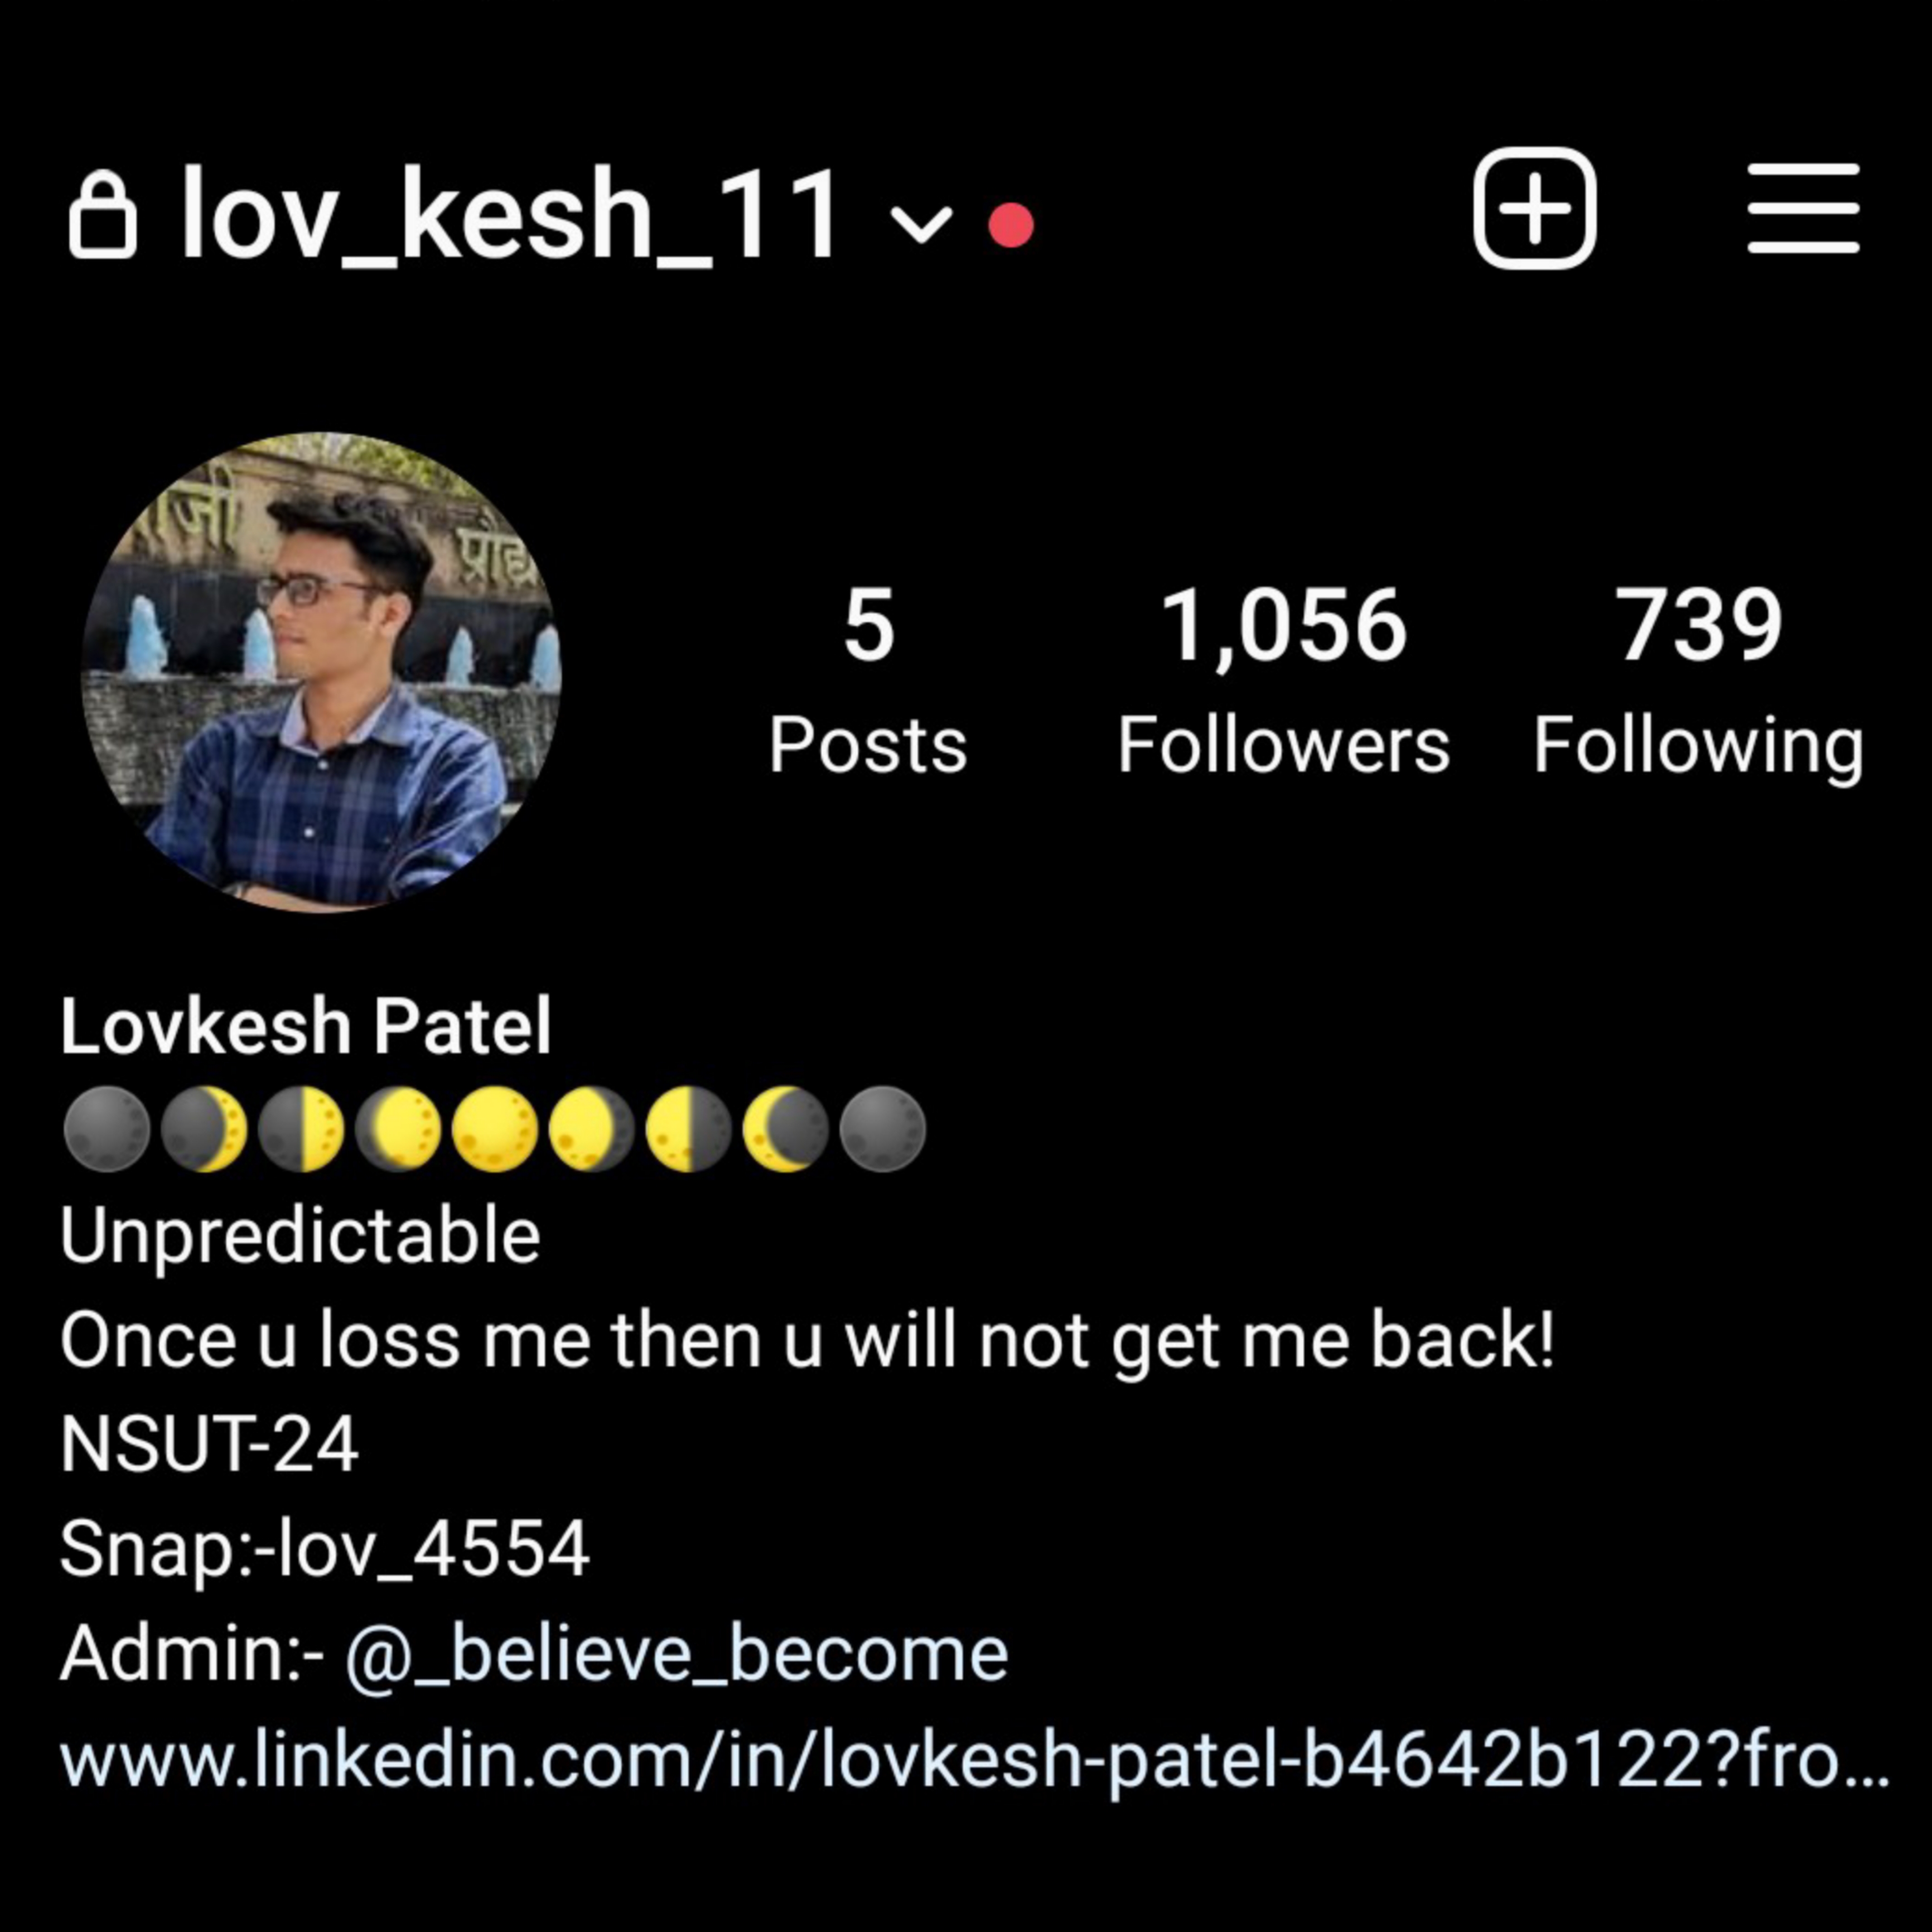 lov_kesh_11
जी प्रौद्य
5 1,056 739
Posts Followers Following
Lovkesh Patel
🌑🌒🌓🌔🌕🌖🌗🌘🌑
Unpredictable
Once u loss me then u will not get me back!
NSUT-24
Snap:-lov_4554
Admin:- @_believe_become
www.linkedin.com/in/lovkesh-patel-b4642b122?fro...